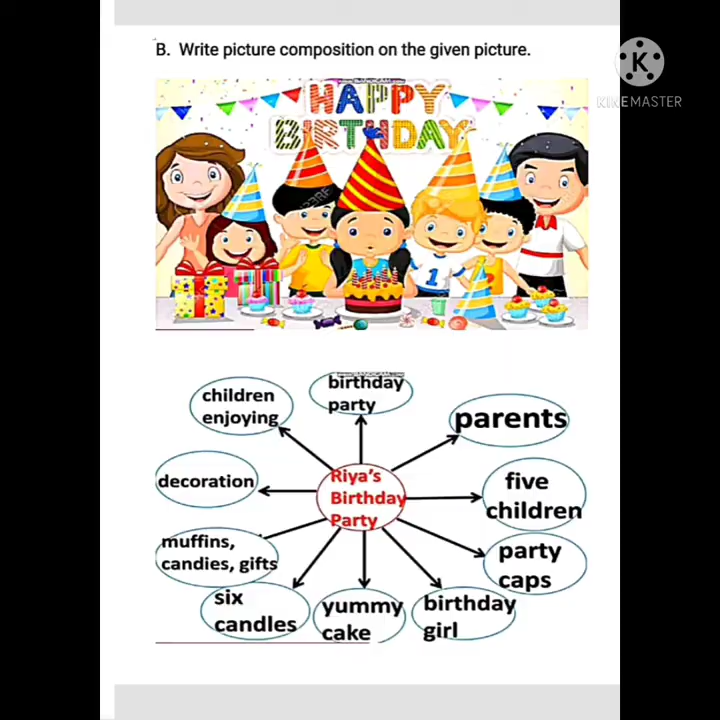 B. Write picture composition on the given picture.
KINEMASTER
HAPPY
BIRTHDAY
1
birthday
party
children
enjoying
parents
decoration
Riya's
Birthday
Party
five
children
muffins,
candies, gifts
party
caps
six
candles
yummy
cake
birthday
girl